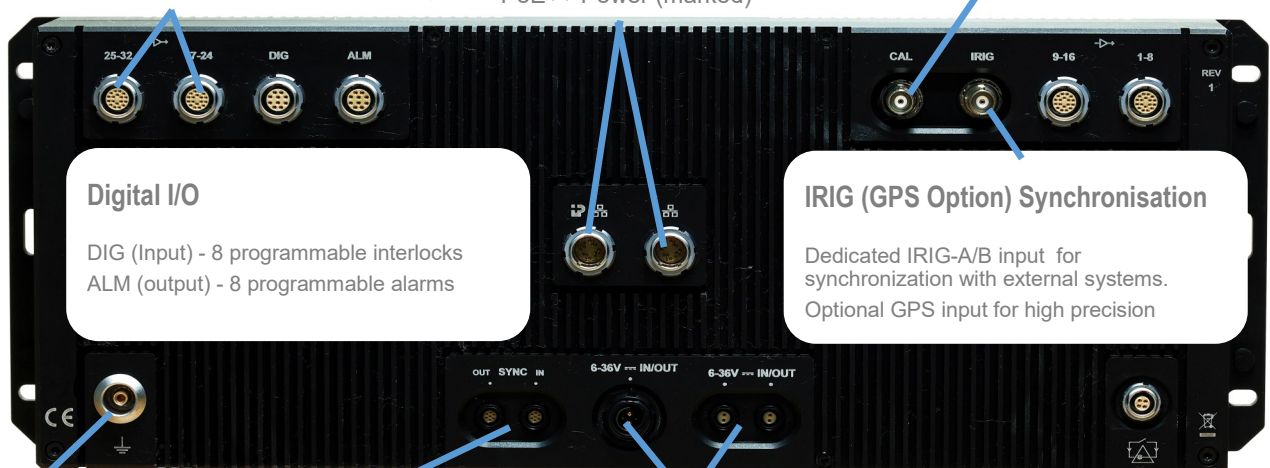 25-32
DIG
ALM
CAL
IRIG
9-16
1-8
REV
1
Digital I/O
DIG (Input) - 8 programmable interlocks
ALM (output) - 8 programmable alarms
IRIG (GPS Option) Synchronisation
Dedicated IRIG-A/B input for
synchronization with external systems.
Optional GPS input for high precision
OUT SYNC IN
6-36V ⎓ IN/OUT
6-36V ⎓ IN/OUT
CE